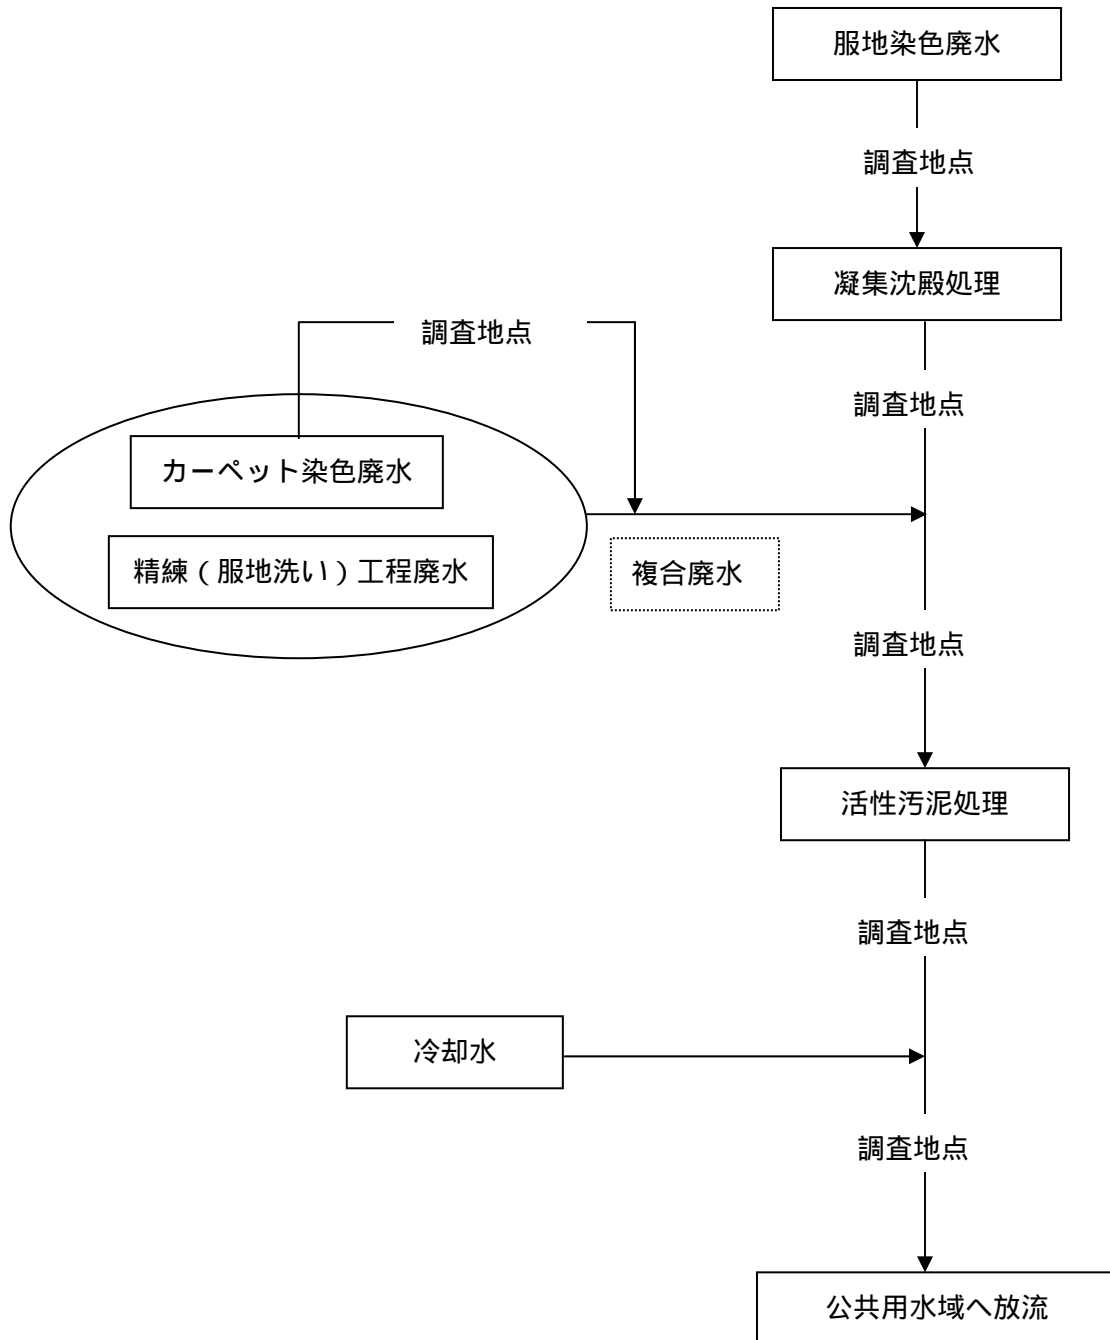 服地染色廃水
調査地点
凝集沈殿処理
調査地点
調査地点
カーペット染色廃水
精練（服地洗い）工程廃水
複合廃水
調査地点
活性汚泥処理
調査地点
冷却水
調査地点
公共用水域へ放流